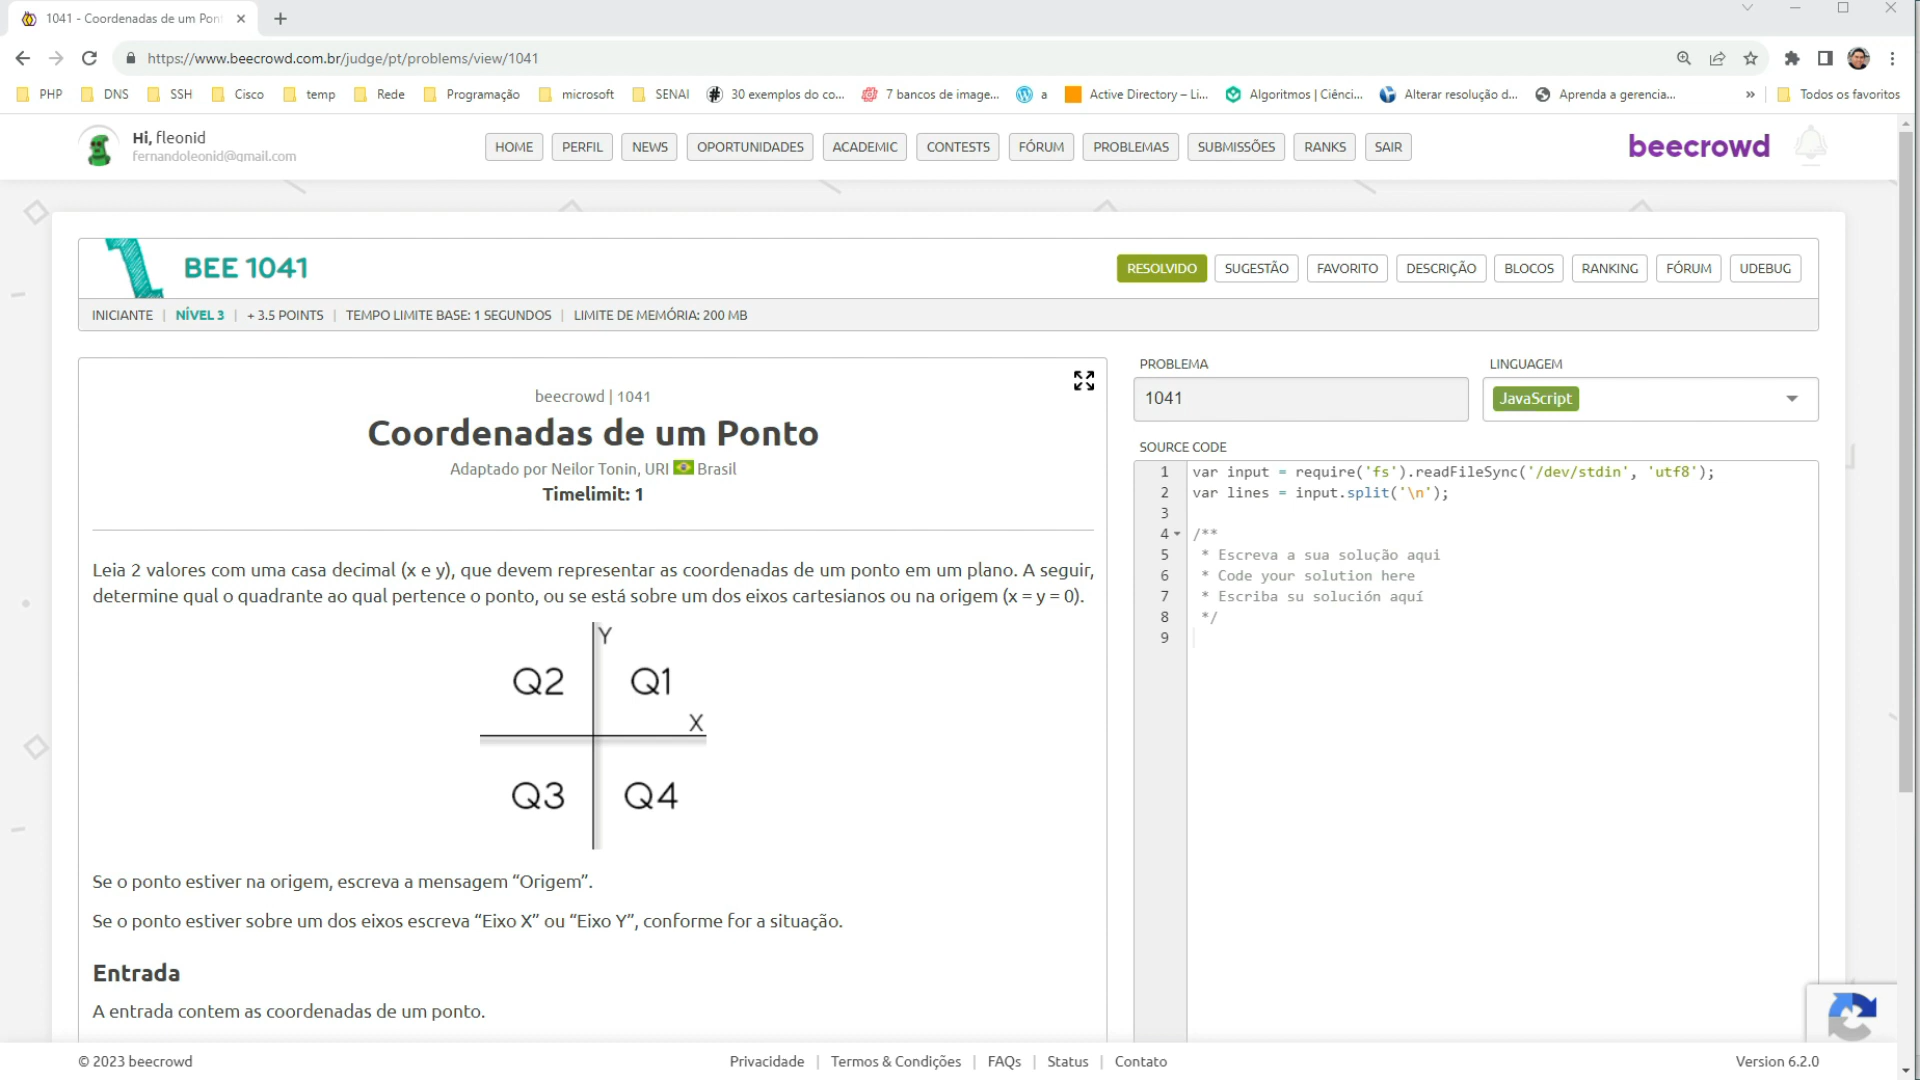 1041 - Coordenadas de um Pon
https://www.beecrowd.com.br/judge/pt/problems/view/1041
PHP DNS SSH Cisco temp Rede Programação microsoft SENAI 30 exemplos do co... 7 bancos de image... a Active Directory – Li... Algoritmos | Ciênci... Alterar resolução d... Aprenda a gerencia... » Todos os favoritos
Hi, fleonid
fernandoleonid@gmail.com
HOME PERFIL NEWS OPORTUNIDADES ACADEMIC CONTESTS FÓRUM PROBLEMAS SUBMISSÕES RANKS SAIR
beecrowd
BEE 1041
RESOLVIDO SUGESTÃO FAVORITO DESCRIÇÃO BLOCOS RANKING FÓRUM UDEBUG
INICIANTE | NÍVEL 3 | + 3.5 POINTS | TEMPO LIMITE BASE: 1 SEGUNDOS | LIMITE DE MEMÓRIA: 200 MB
beecrowd | 1041
Coordenadas de um Ponto
Adaptado por Neilor Tonin, URI Brasil
Timelimit: 1
Leia 2 valores com uma casa decimal (x e y), que devem representar as coordenadas de um ponto em um plano. A seguir,
determine qual o quadrante ao qual pertence o ponto, ou se está sobre um dos eixos cartesianos ou na origem (x = y = 0).
Y
Q2 Q1
X
Q3 Q4
Se o ponto estiver na origem, escreva a mensagem “Origem”.
Se o ponto estiver sobre um dos eixos escreva “Eixo X” ou “Eixo Y”, conforme for a situação.
Entrada
A entrada contem as coordenadas de um ponto.
PROBLEMA
1041
LINGUAGEM
JavaScript
SOURCE CODE
1 var input = require('fs').readFileSync('/dev/stdin', 'utf8');
2 var lines = input.split('\n');
3
4 /**
5 * Escreva a sua solução aqui
6 * Code your solution here
7 * Escriba su solución aquí
8 */
9
© 2023 beecrowd
Privacidade | Termos & Condições | FAQs | Status | Contato
Version 6.2.0